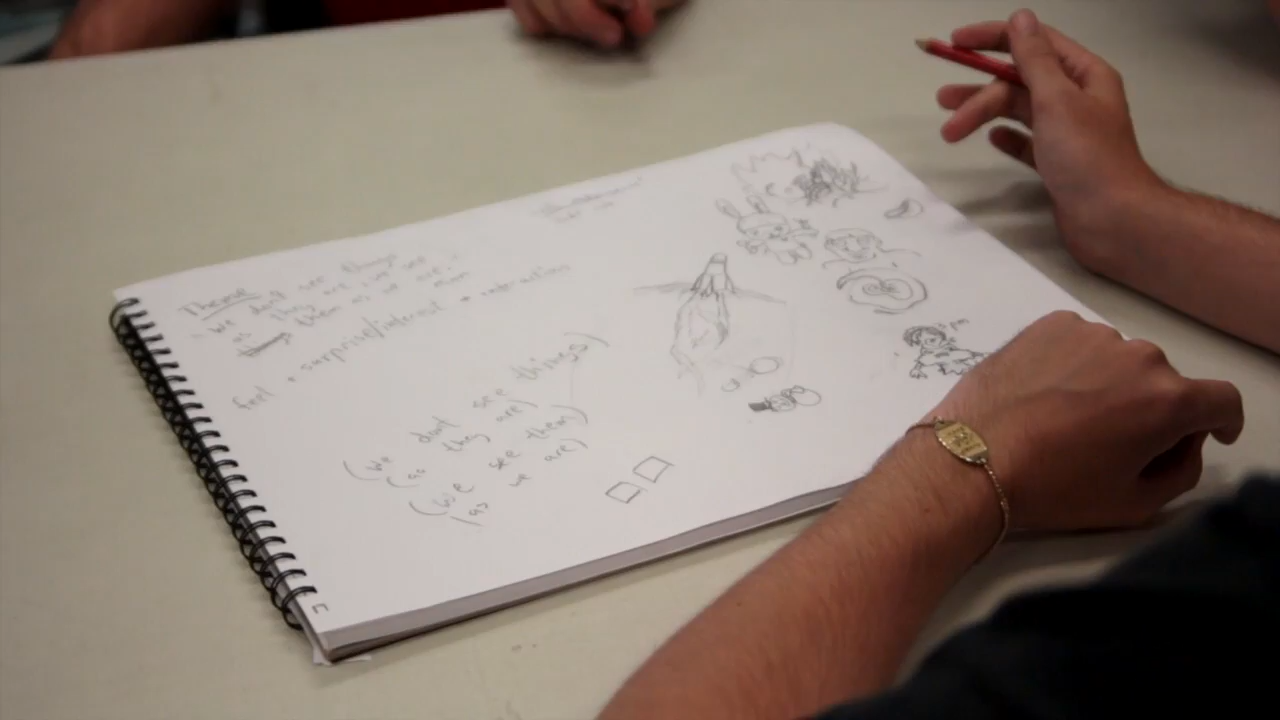 Theme
We don't see things
as they are, we see
them as we are.
feel • surprise/interest + interaction
(We don't see things)
(as they are)
(We see them)
(as we are)